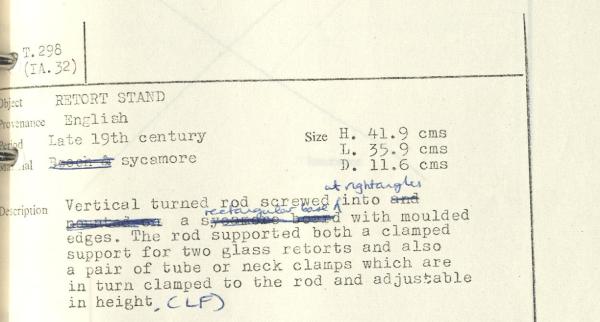 T.298
(IA.32)
Object RETORT STAND
Provenance English
Period Late 19th century
Size H. 41.9 cms
L. 35.9 cms
D. 11.6 cms
Beech & sycamore
at rightangles
Description Vertical turned rod screwed into and
rectangular base
mounted on a sycamore board with moulded
edges. The rod supported both a clamped
support for two glass retorts and also
a pair of tube or neck clamps which are
in turn clamped to the rod and adjustable
in height. (LF)